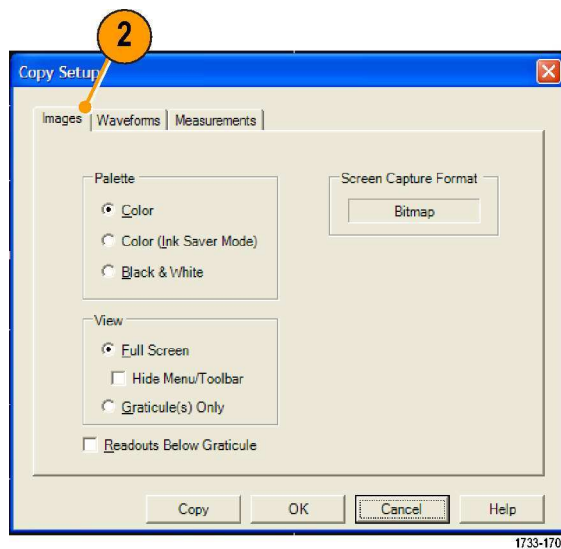 2
Copy Setup
Images Waveforms Measurements
Palette
Color
Color (Ink Saver Mode)
Black & White
Screen Capture Format
Bitmap
View
Full Screen
Hide Menu/Toolbar
Graticule(s) Only
Readouts Below Graticule
Copy OK Cancel Help
1733-170